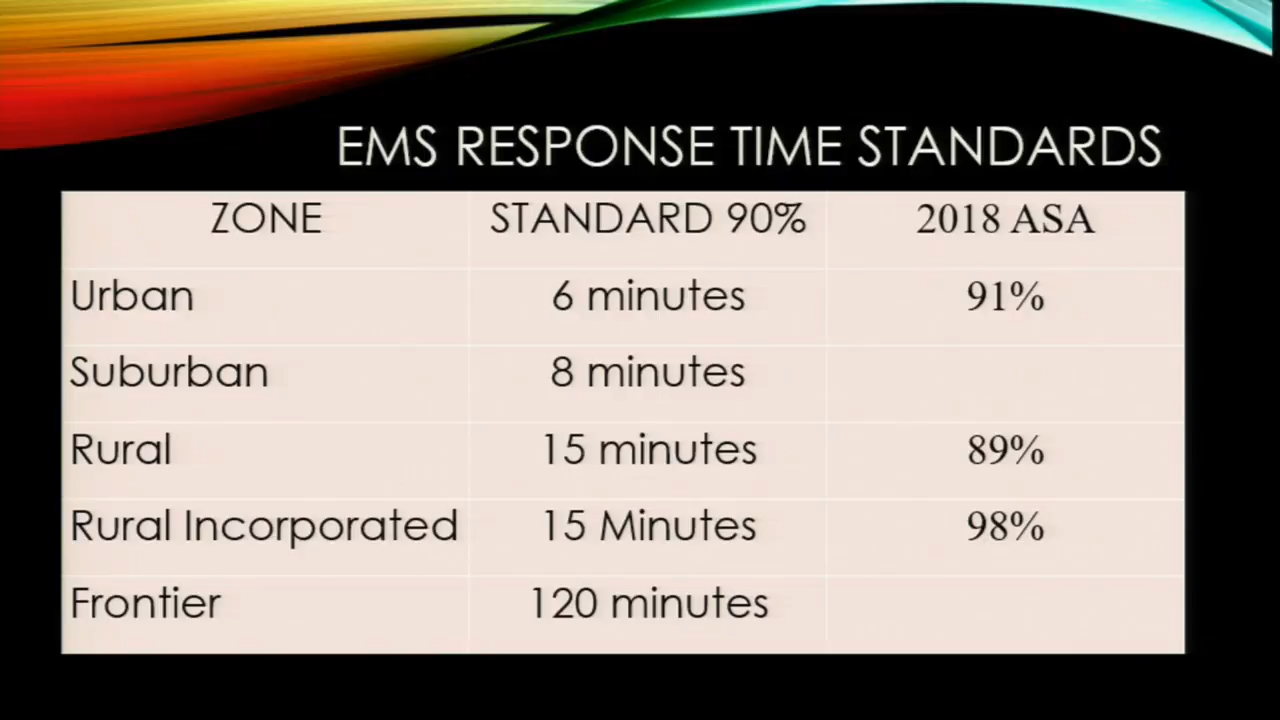 EMS RESPONSE TIME STANDARDS
ZONE STANDARD 90% 2018 ASA
Urban 6 minutes 91%
Suburban 8 minutes
Rural 15 minutes 89%
Rural Incorporated 15 Minutes 98%
Frontier 120 minutes